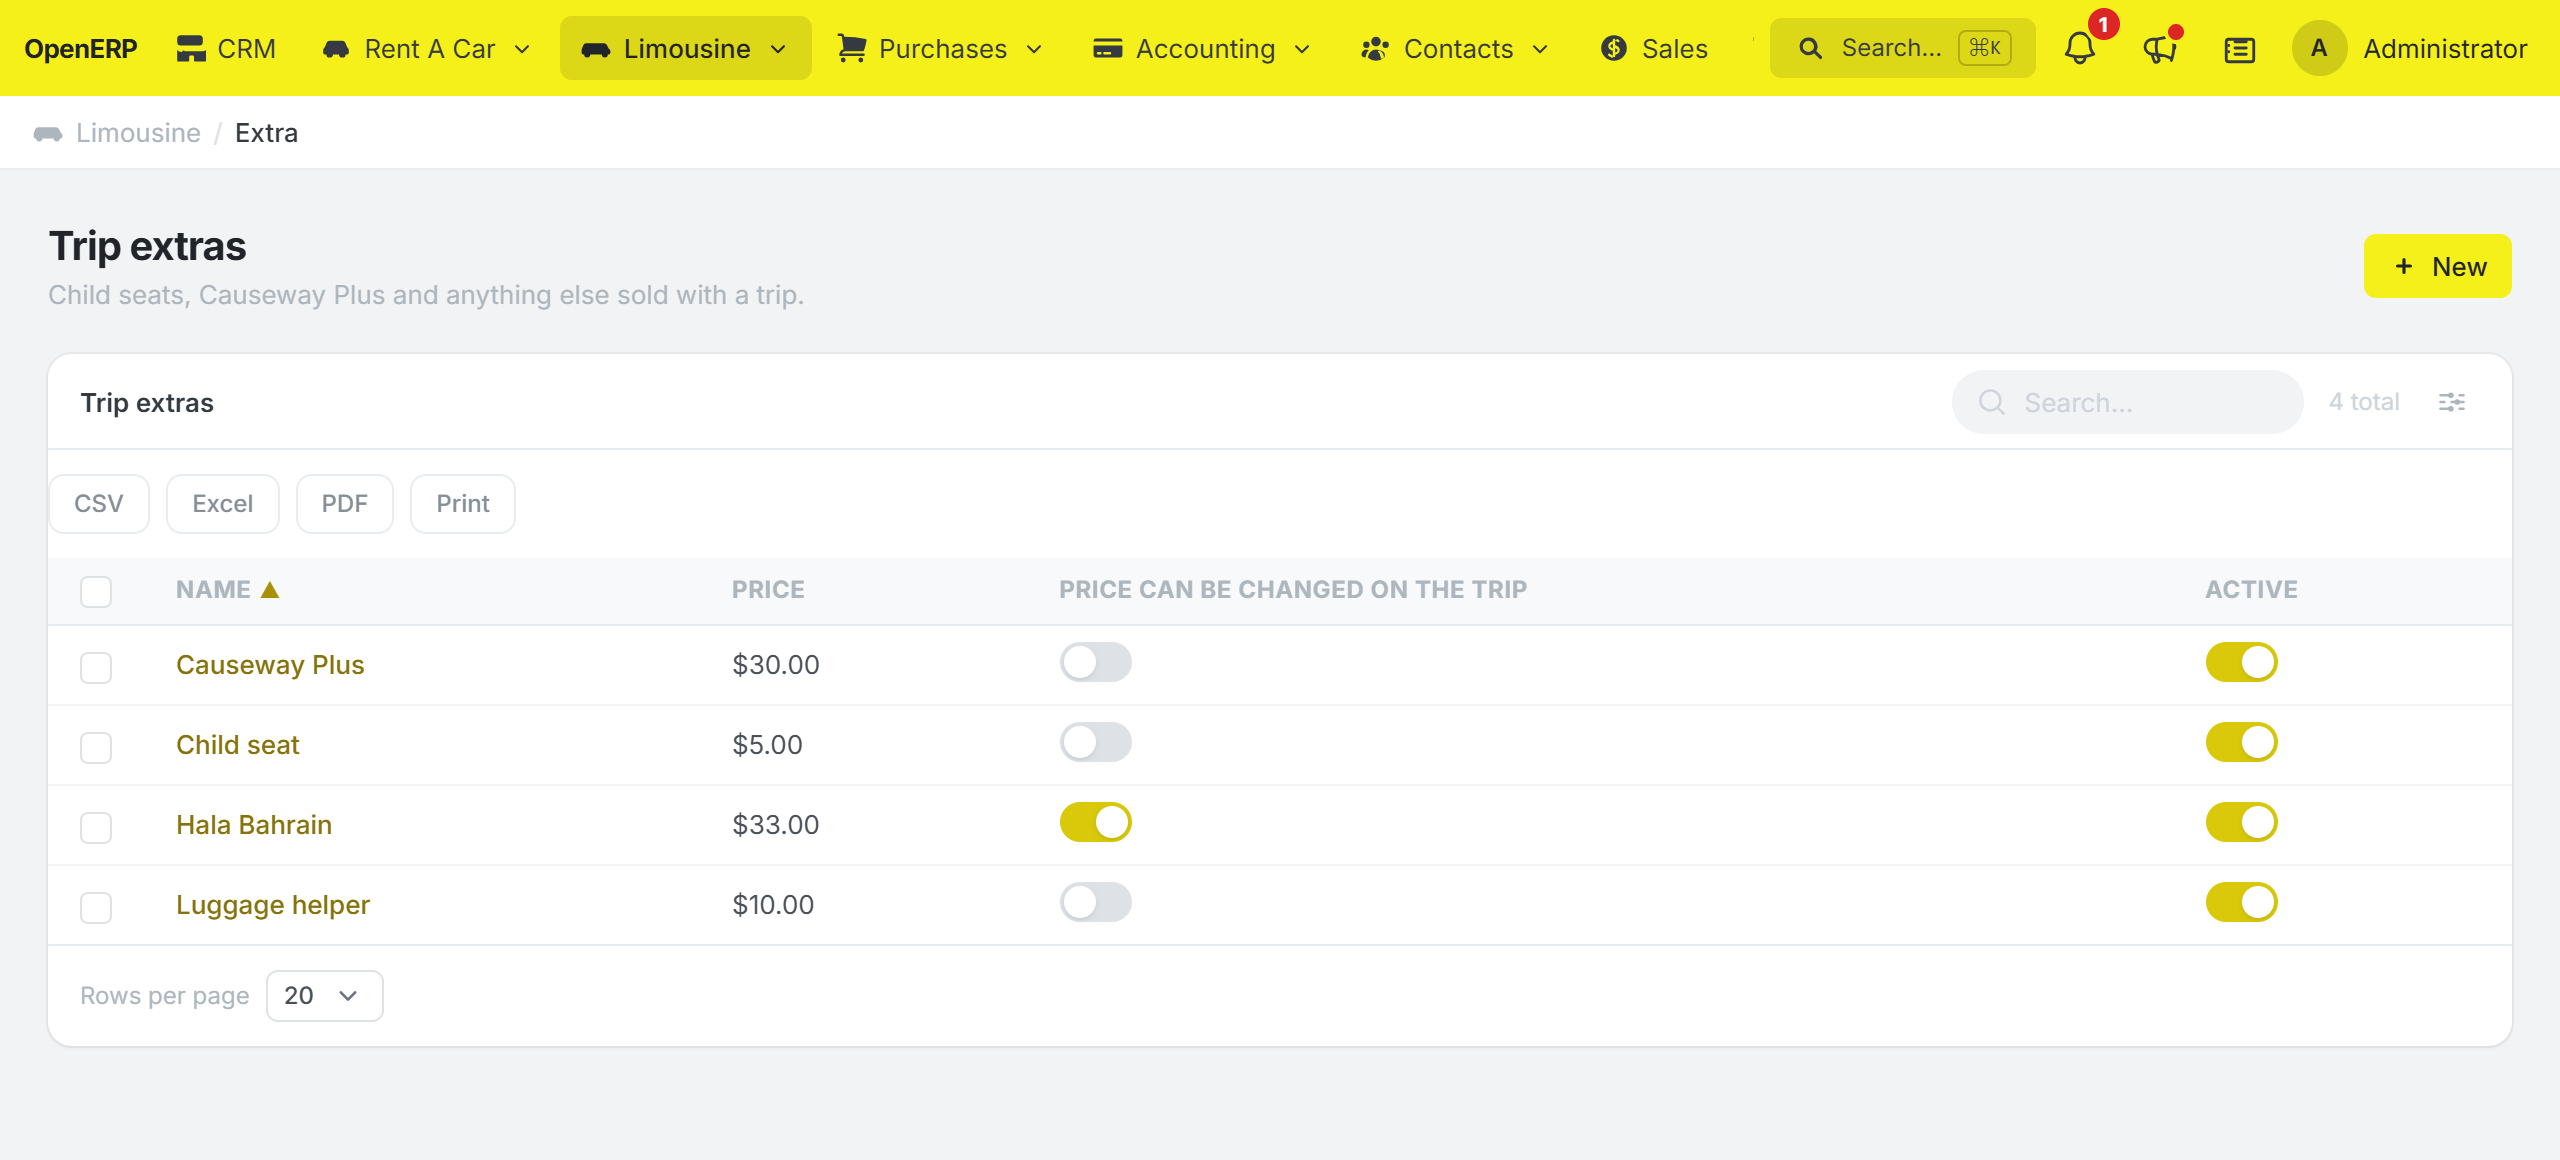 OpenERP CRM Rent A Car Limousine Purchases Accounting Contacts Sales Search... ⌘K 1 A Administrator
Limousine / Extra
Trip extras
Child seats, Causeway Plus and anything else sold with a trip.
+ New
Trip extras Search... 4 total
CSV Excel PDF Print
NAME PRICE PRICE CAN BE CHANGED ON THE TRIP ACTIVE
Causeway Plus $30.00
Child seat $5.00
Hala Bahrain $33.00
Luggage helper $10.00
Rows per page 20